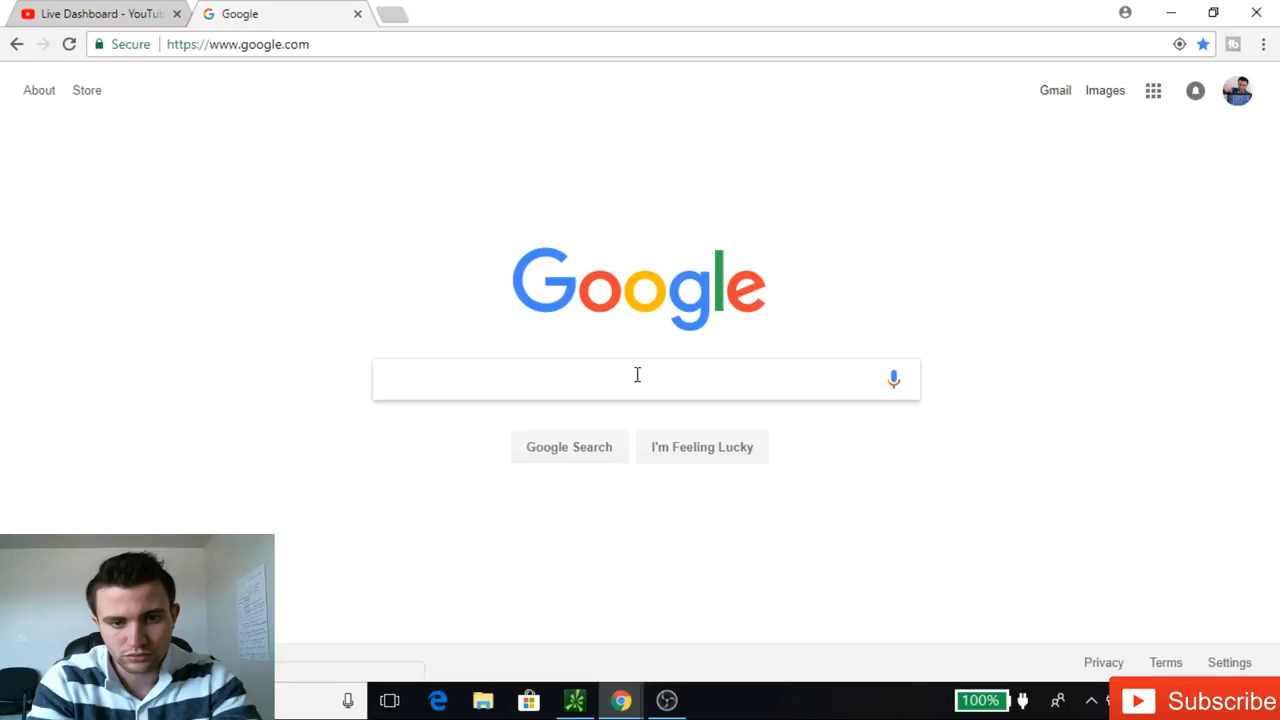 Live Dashboard - YouTu
Google
Secure
https://www.google.com
About
Store
Gmail
Images
Google
Google Search
I'm Feeling Lucky
Privacy
Terms
Settings
100%
Subscribe